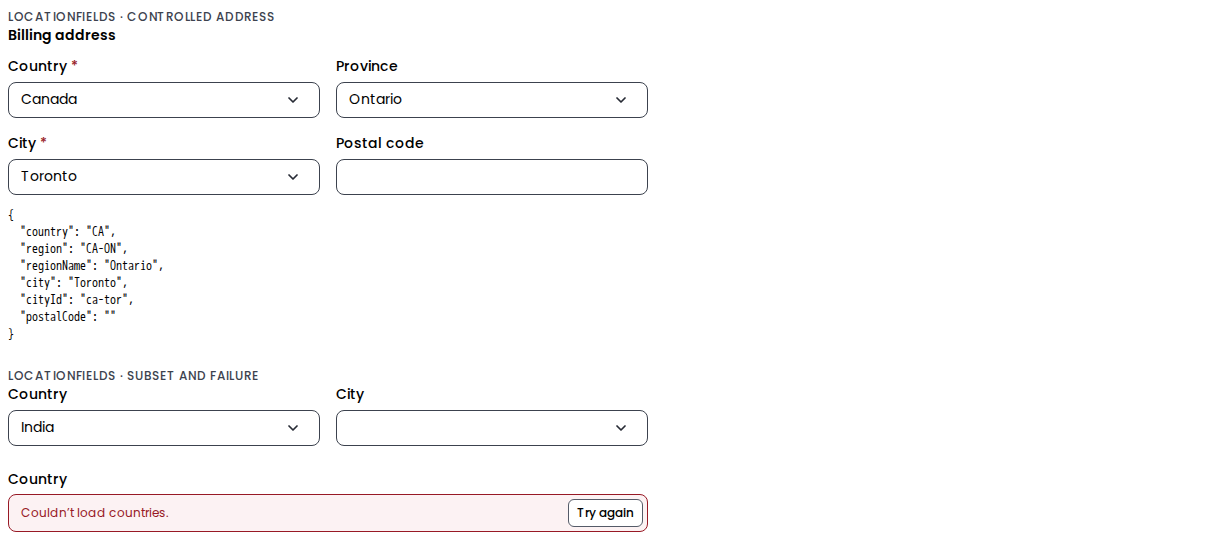 LOCATIONFIELDS · CONTROLLED ADDRESS
Billing address
Country * Province
Canada Ontario
City * Postal code
Toronto
{
"country": "CA",
"region": "CA-ON",
"regionName": "Ontario",
"city": "Toronto",
"cityId": "ca-tor",
"postalCode": ""
}
LOCATIONFIELDS · SUBSET AND FAILURE
Country City
India
Country
Couldn't load countries. Try again